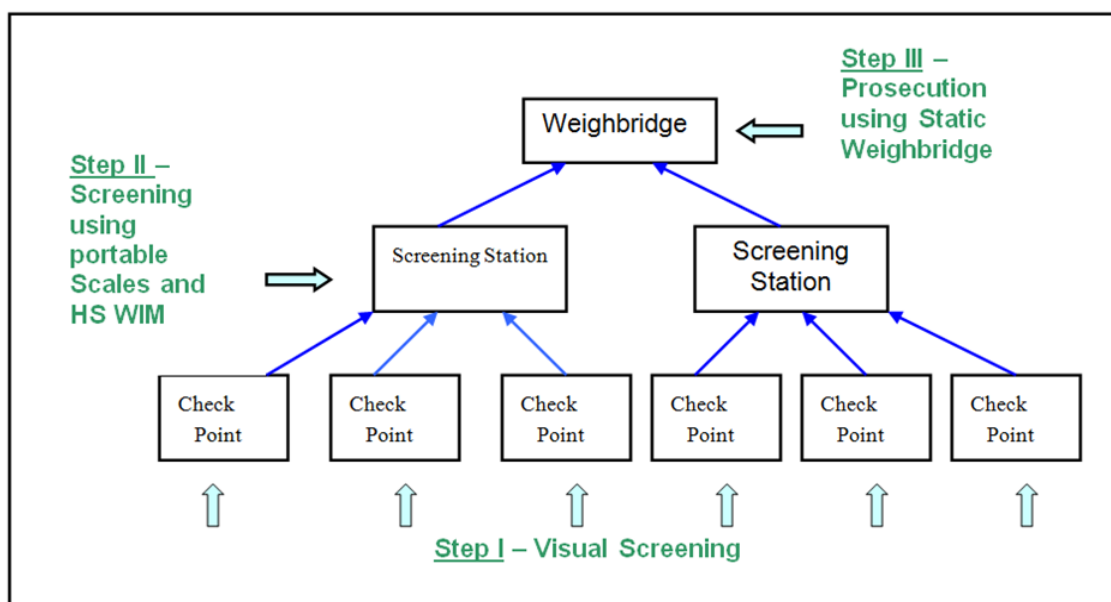 Step III –
Prosecution
using Static
Weighbridge
Weighbridge
Step II –
Screening
using
portable
Scales and
HS WIM
Screening Station
Screening
Station
Check
Point
Check
Point
Check
Point
Check
Point
Check
Point
Check
Point
Step I – Visual Screening